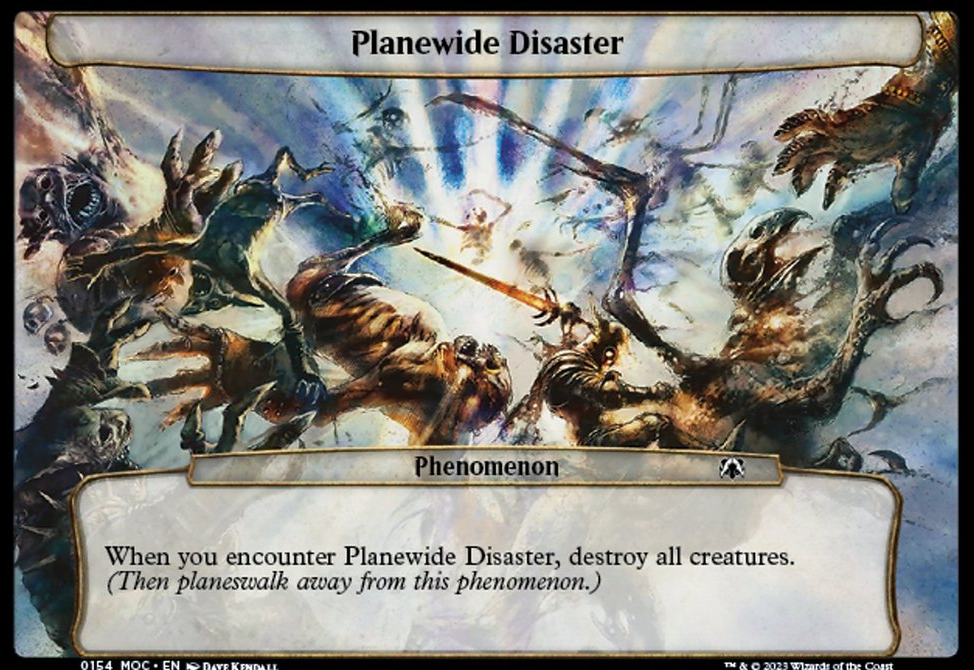 Planewide Disaster
Phenomenon
When you encounter Planewide Disaster, destroy all creatures.
(Then planeswalk away from this phenomenon.)
0154 MOC • EN DAVE KENDALL
™ & © 2023 Wizards of the Coast